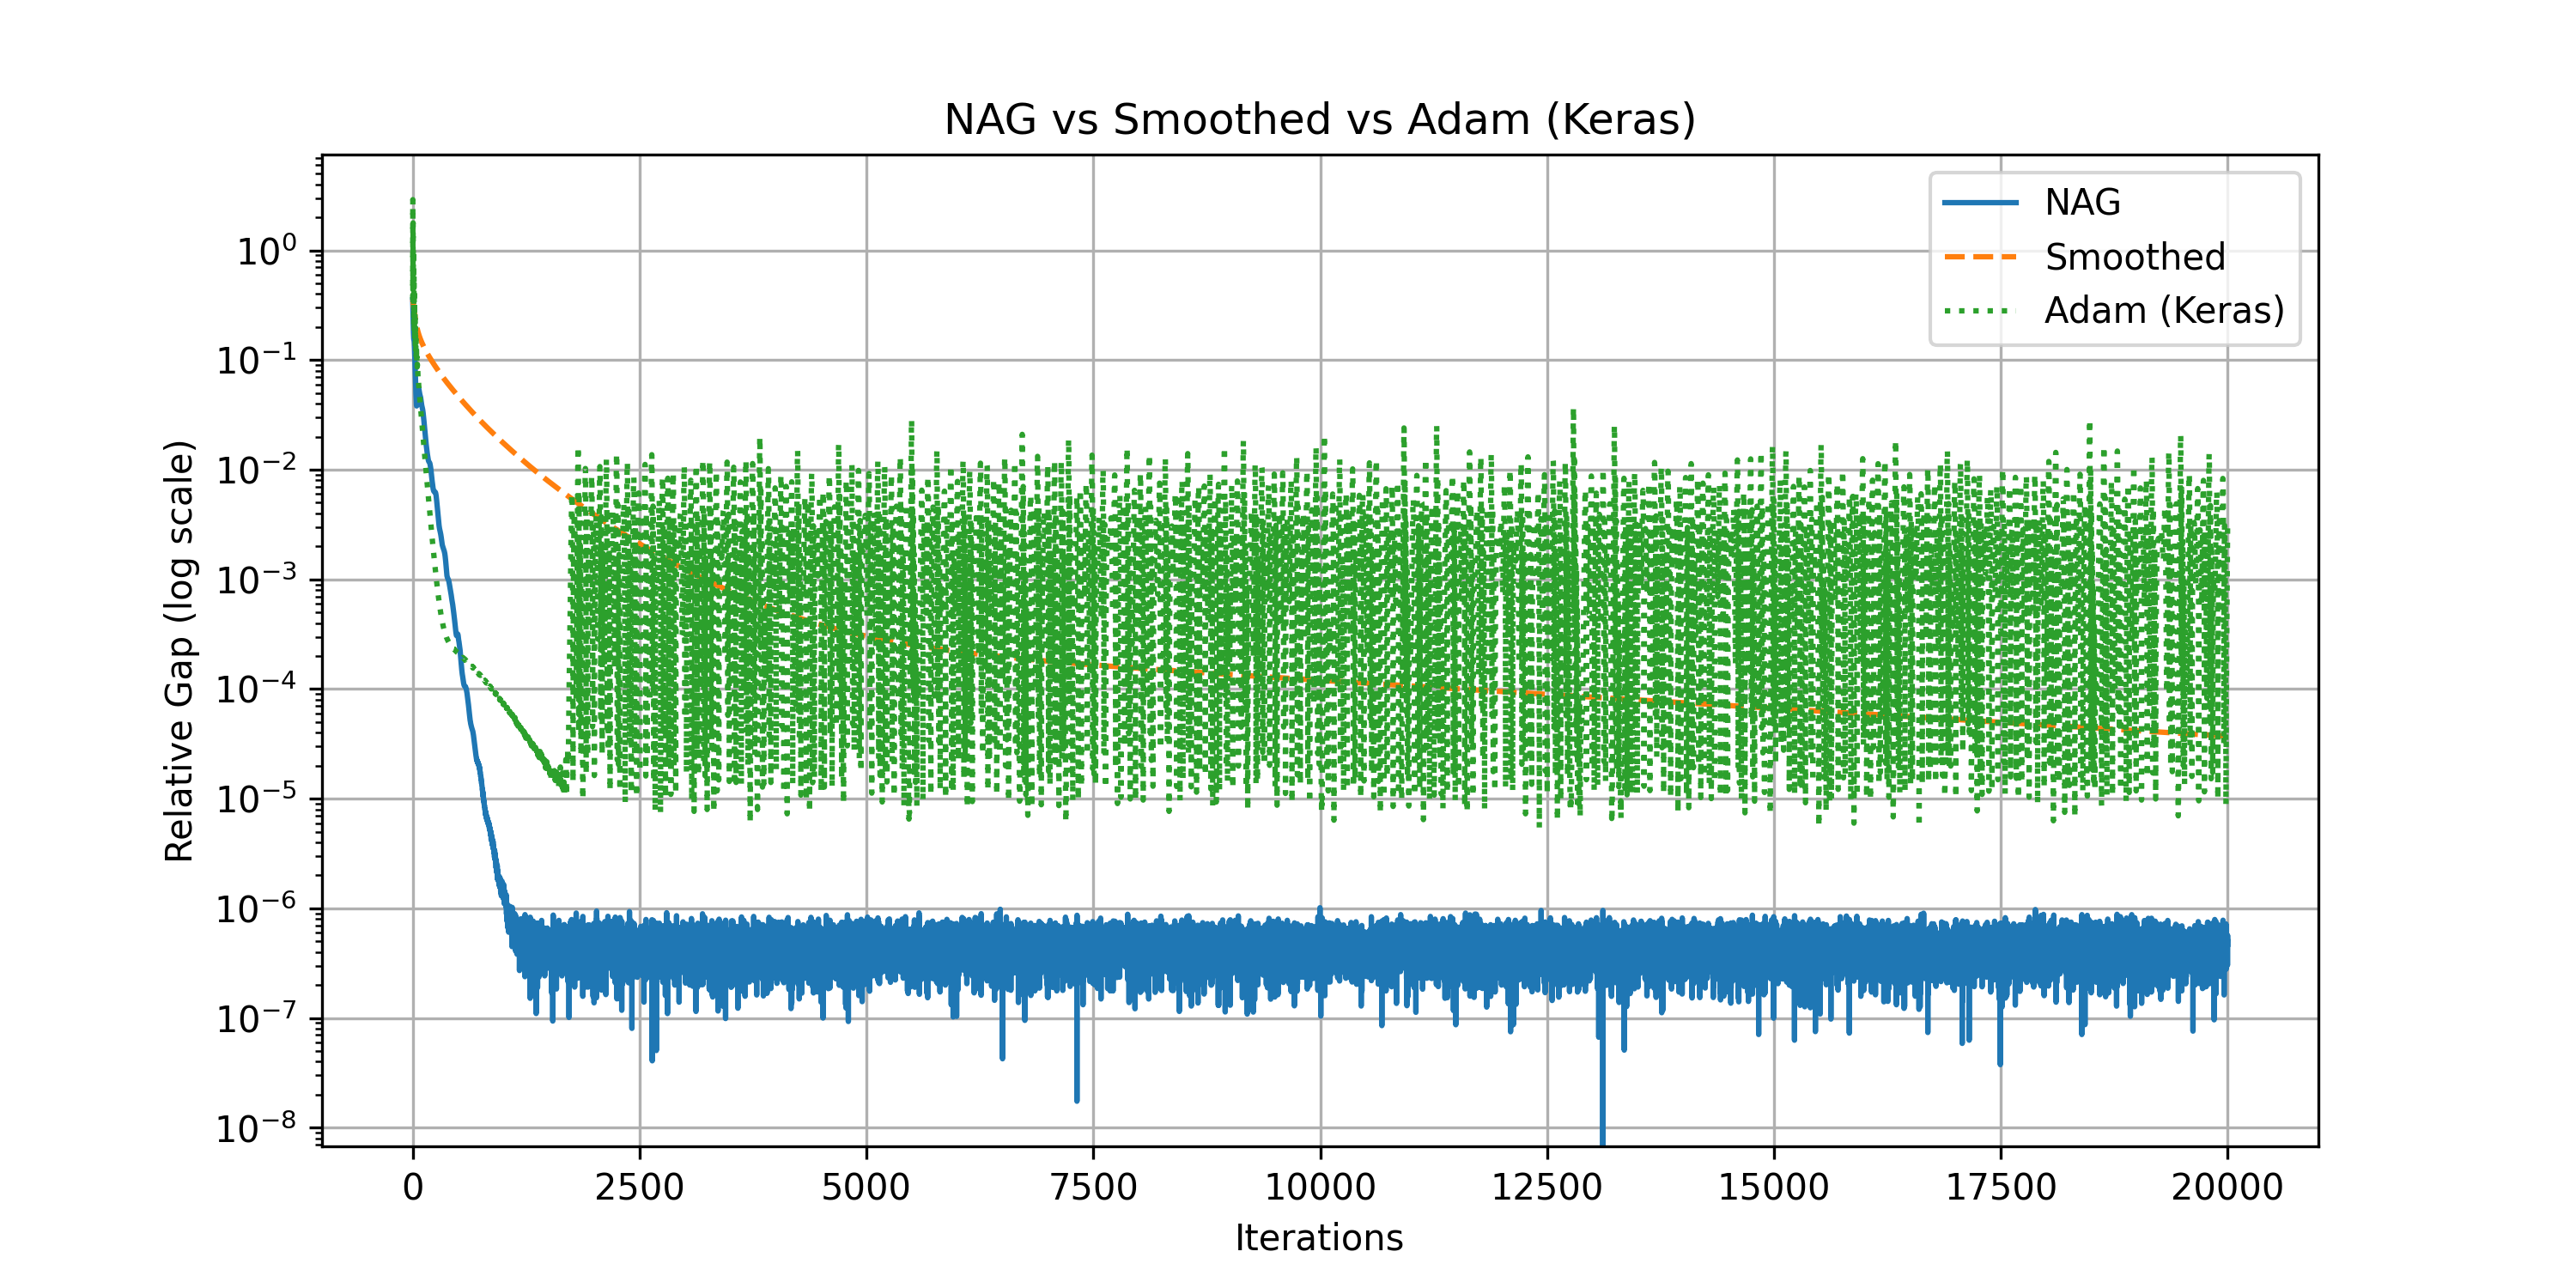 NAG vs Smoothed vs Adam (Keras)
NAG
Smoothed
Adam (Keras)
Relative Gap (log scale)
10⁰
10⁻¹
10⁻²
10⁻³
10⁻⁴
10⁻⁵
10⁻⁶
10⁻⁷
10⁻⁸
0 2500 5000 7500 10000 12500 15000 17500 20000
Iterations